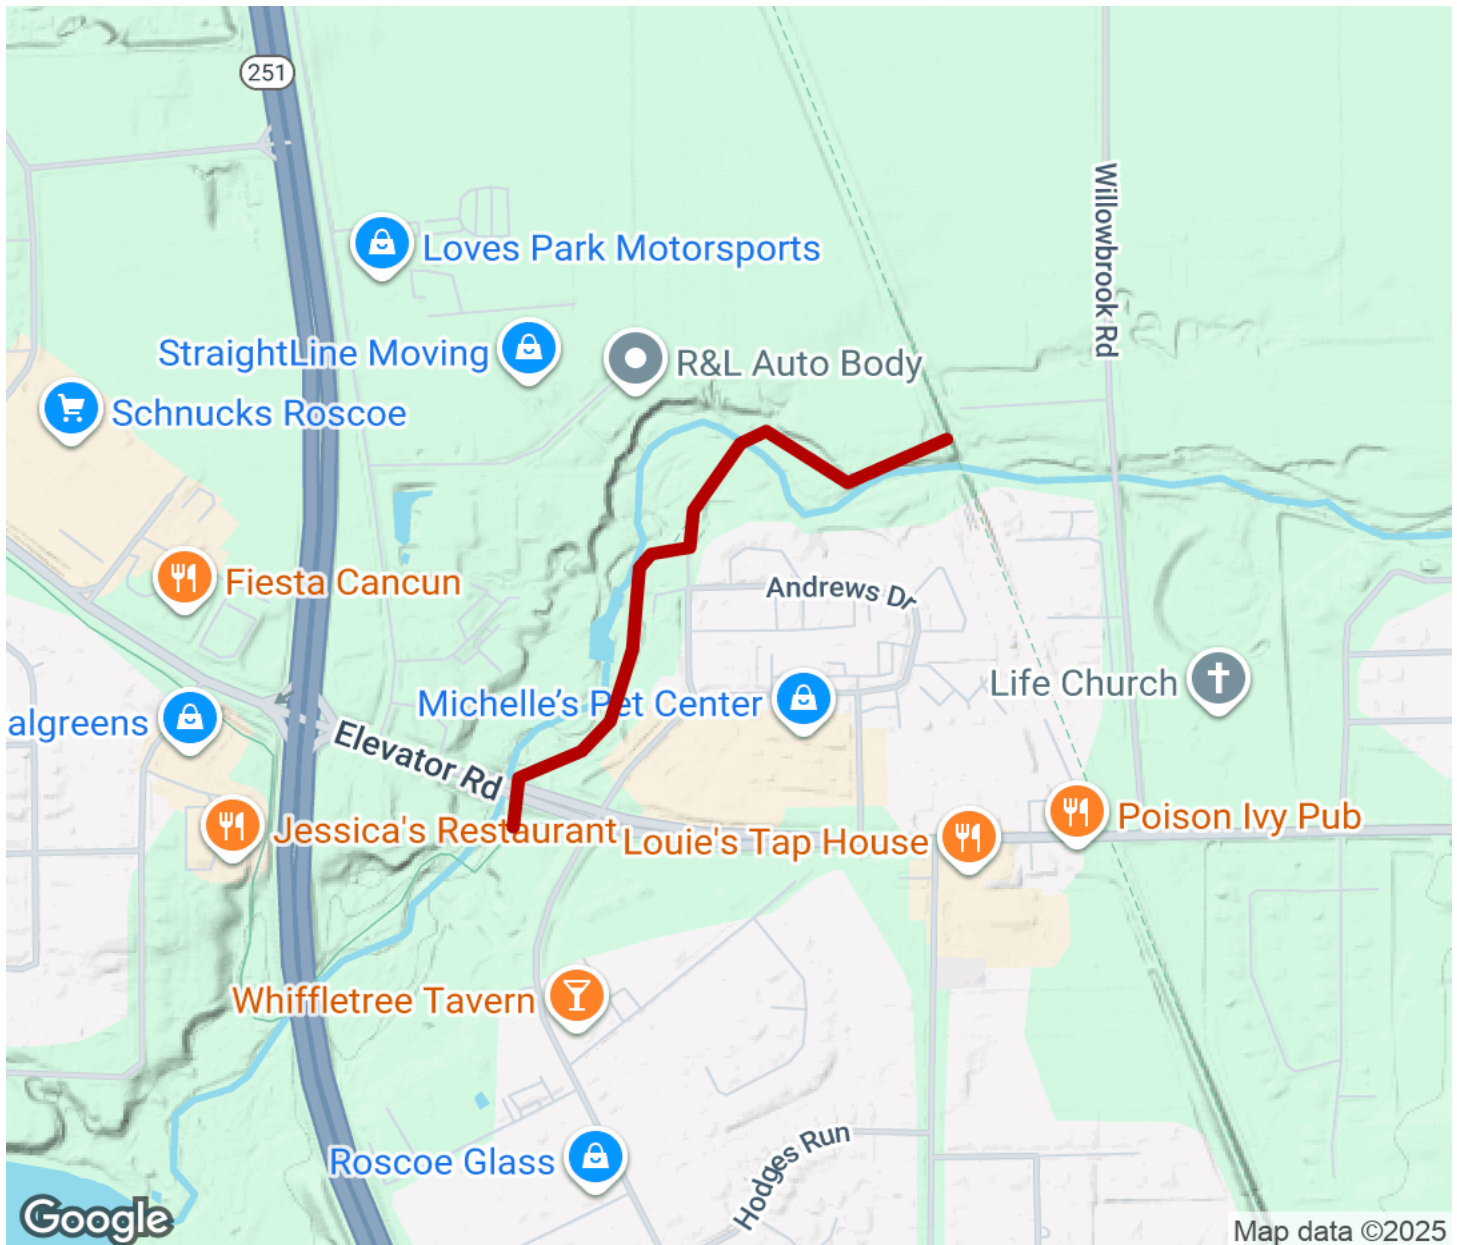 251
Willowbrook Rd
Loves Park Motorsports
StraightLine Moving
R&L Auto Body
Schnucks Roscoe
Fiesta Cancun
Andrews Dr
Life Church
Michelle's Pet Center
algreens
Elevator Rd
Jessica's Restaurant
Louie's Tap House
Poison Ivy Pub
Whiffletree Tavern
Roscoe Glass
Hodges Run
Google
Map data ©2025